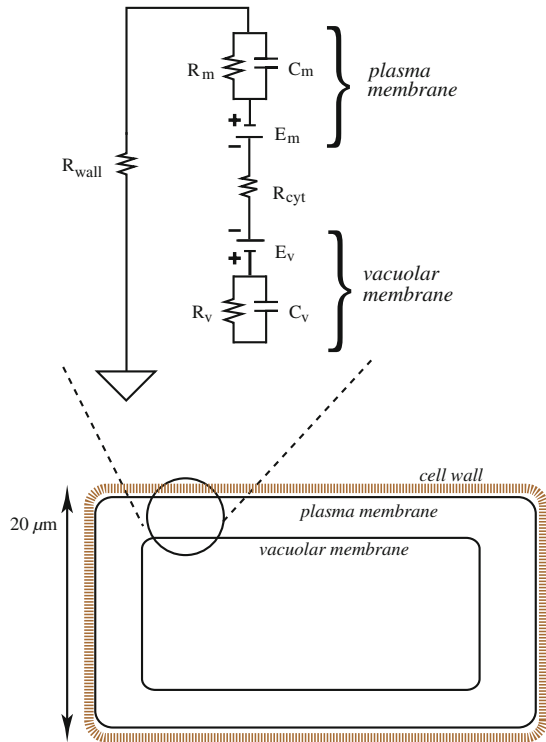 R_m
C_m
plasma
membrane
+
E_m
−
R_wall
R_cyt
−
E_v
+
vacuolar
membrane
R_v
C_v
cell wall
plasma membrane
20 μm
vacuolar membrane